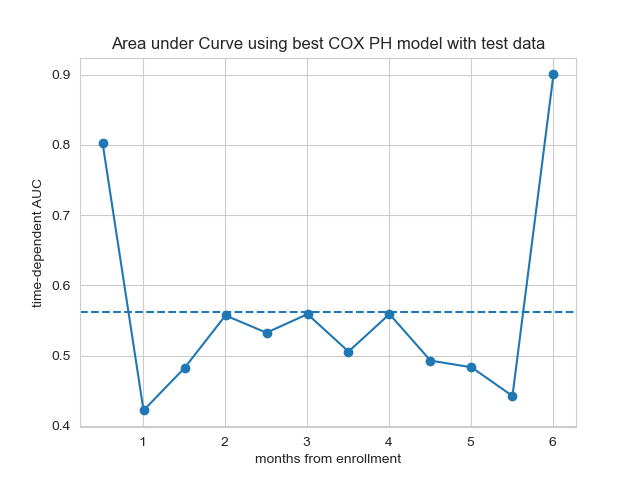 Area under Curve using best COX PH model with test data
time-dependent AUC
0.9
0.8
0.7
0.6
0.5
0.4
1 2 3 4 5 6
months from enrollment